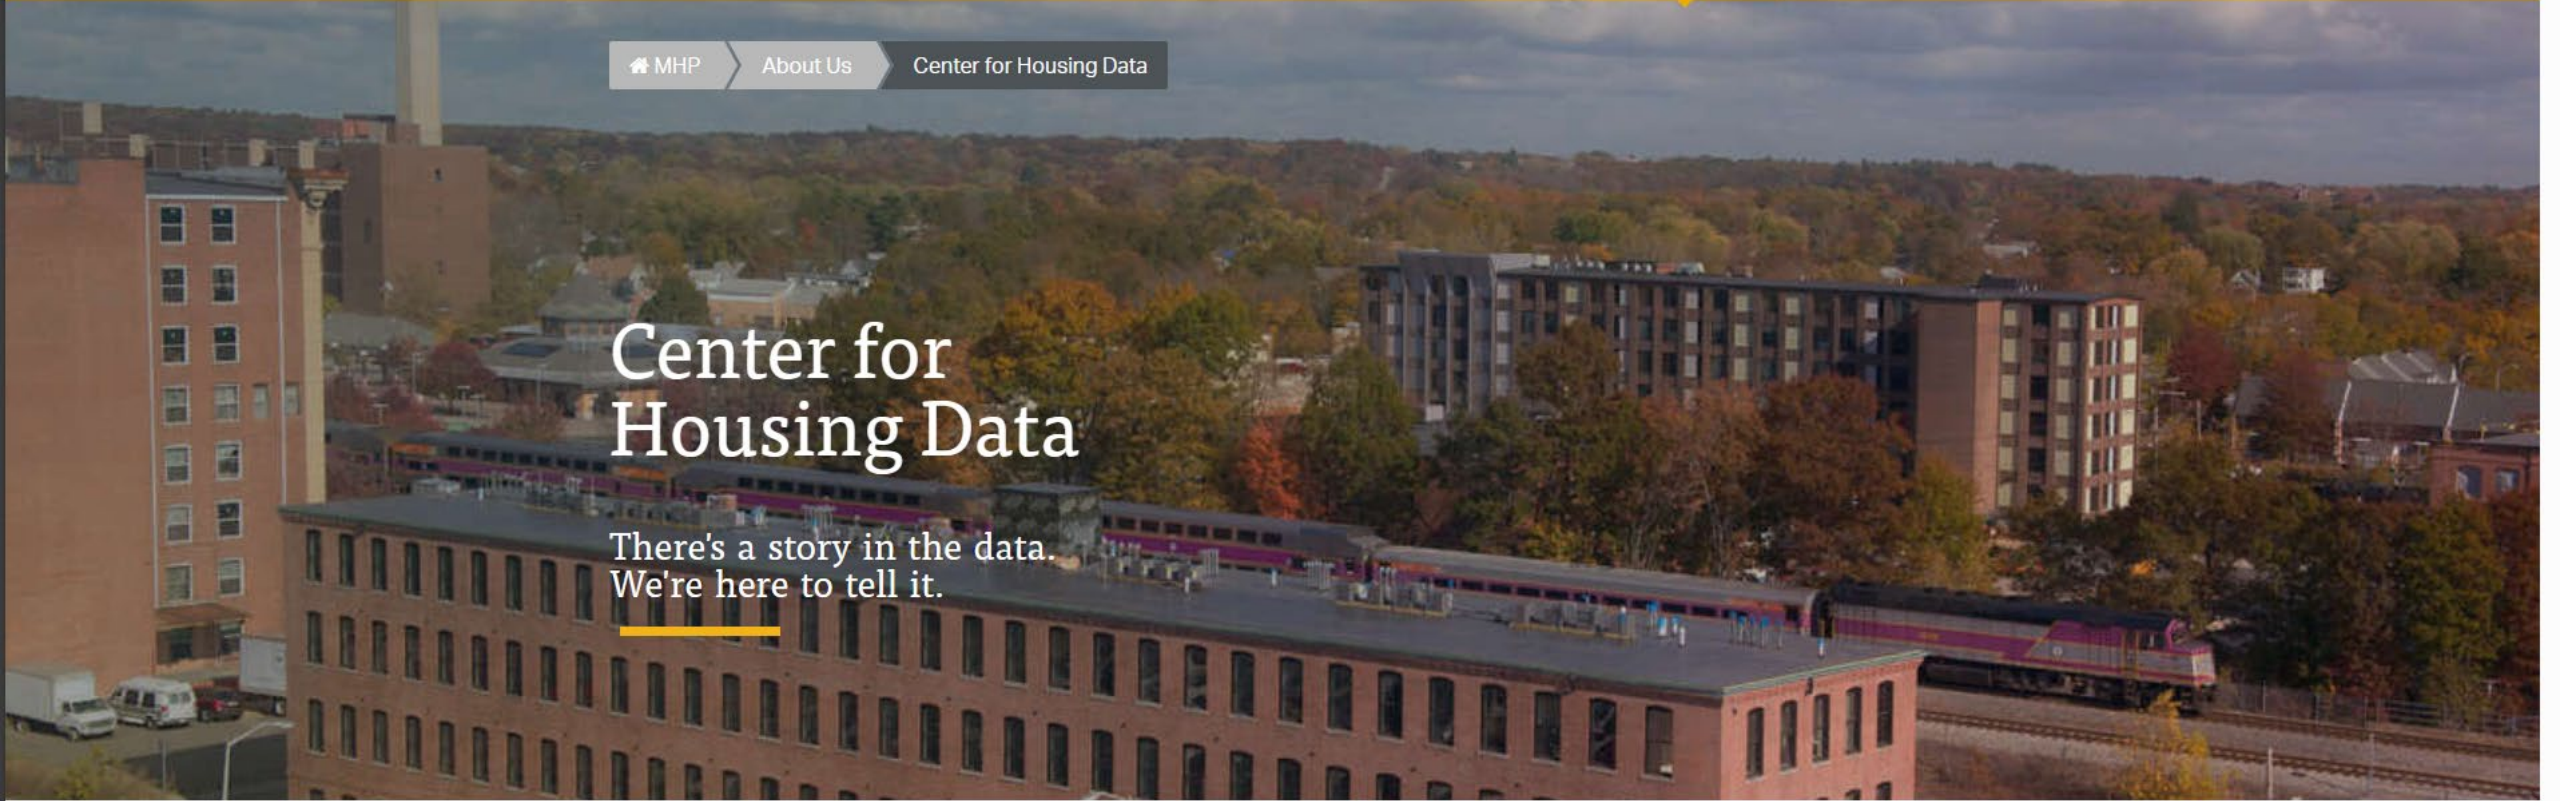 MHP About Us Center for Housing Data
Center for
Housing Data
There's a story in the data.
We're here to tell it.